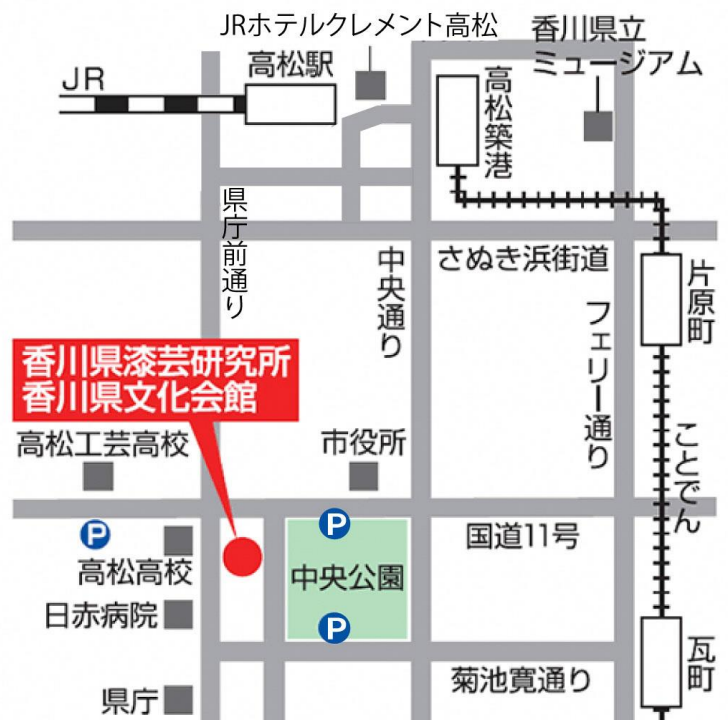 JRホテルクレメント高松
香川県立
ミュージアム
高松駅
JR
高松築港
県庁前通り
中央通り
さぬき浜街道
片原町
フェリー通り
香川県漆芸研究所
香川県文化会館
高松工芸高校
市役所
ことでん
P
P
国道11号
高松高校
中央公園
日赤病院
P
瓦町
菊池寛通り
県庁